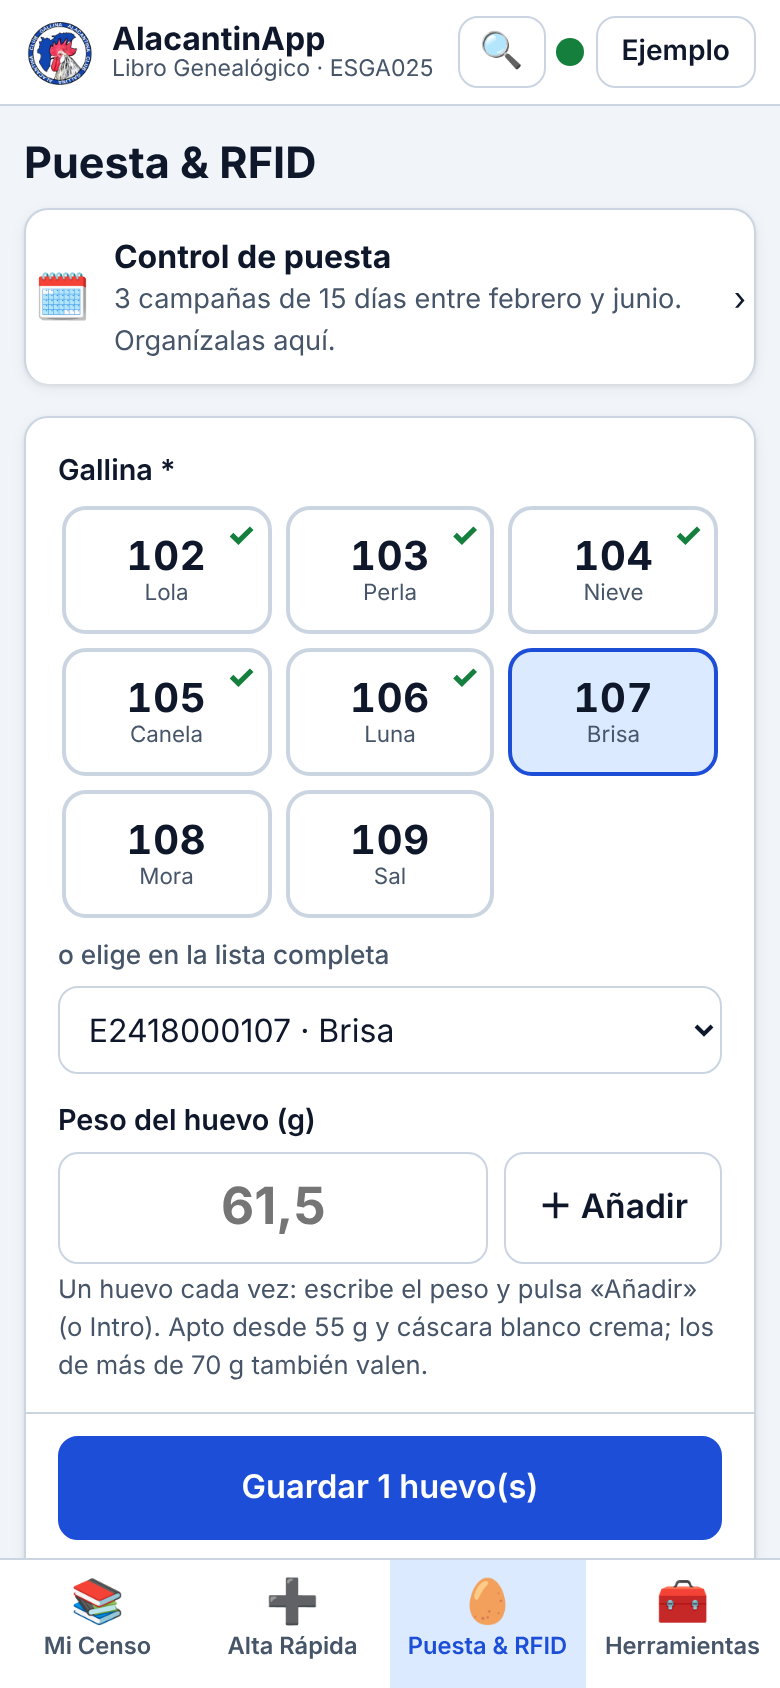 AlacantinApp
Libro Genealógico · ESGA025
Ejemplo
Puesta & RFID
Control de puesta
3 campañas de 15 días entre febrero y junio.
Organízalas aquí.
Gallina *
102
Lola
103
Perla
104
Nieve
105
Canela
106
Luna
107
Brisa
108
Mora
109
Sal
o elige en la lista completa
E2418000107 · Brisa
Peso del huevo (g)
61,5
+ Añadir
Un huevo cada vez: escribe el peso y pulsa «Añadir»
(o Intro). Apto desde 55 g y cáscara blanco crema; los
de más de 70 g también valen.
Guardar 1 huevo(s)
Mi Censo
Alta Rápida
Puesta & RFID
Herramientas